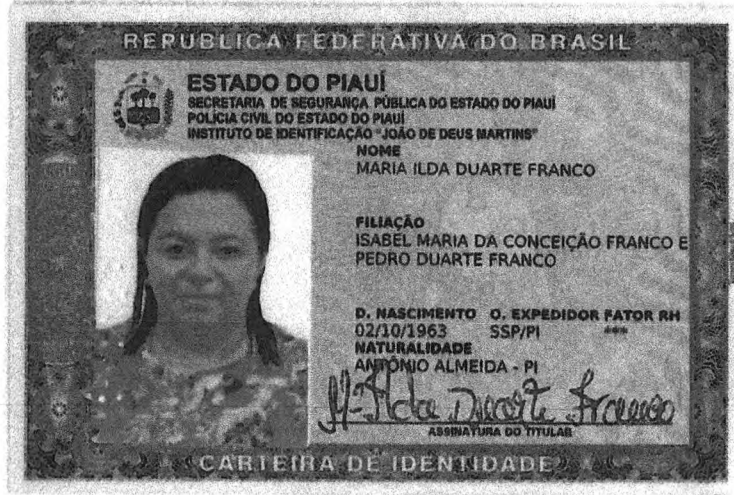 REPÚBLICA FEDERATIVA DO BRASIL
ESTADO DO PIAUÍ
SECRETARIA DE SEGURANÇA PÚBLICA DO ESTADO DO PIAUÍ
POLÍCIA CIVIL DO ESTADO DO PIAUÍ
INSTITUTO DE IDENTIFICAÇÃO "JOÃO DE DEUS MARTINS"
NOME
MARIA ILDA DUARTE FRANCO
FILIAÇÃO
ISABEL MARIA DA CONCEIÇÃO FRANCO E
PEDRO DUARTE FRANCO
D. NASCIMENTO O. EXPEDIDOR FATOR RH
02/10/1963 SSP/PI ***
NATURALIDADE
ANTÔNIO ALMEIDA - PI
Mª Ilda Duarte Franco
ASSINATURA DO TITULAR
CARTEIRA DE IDENTIDADE